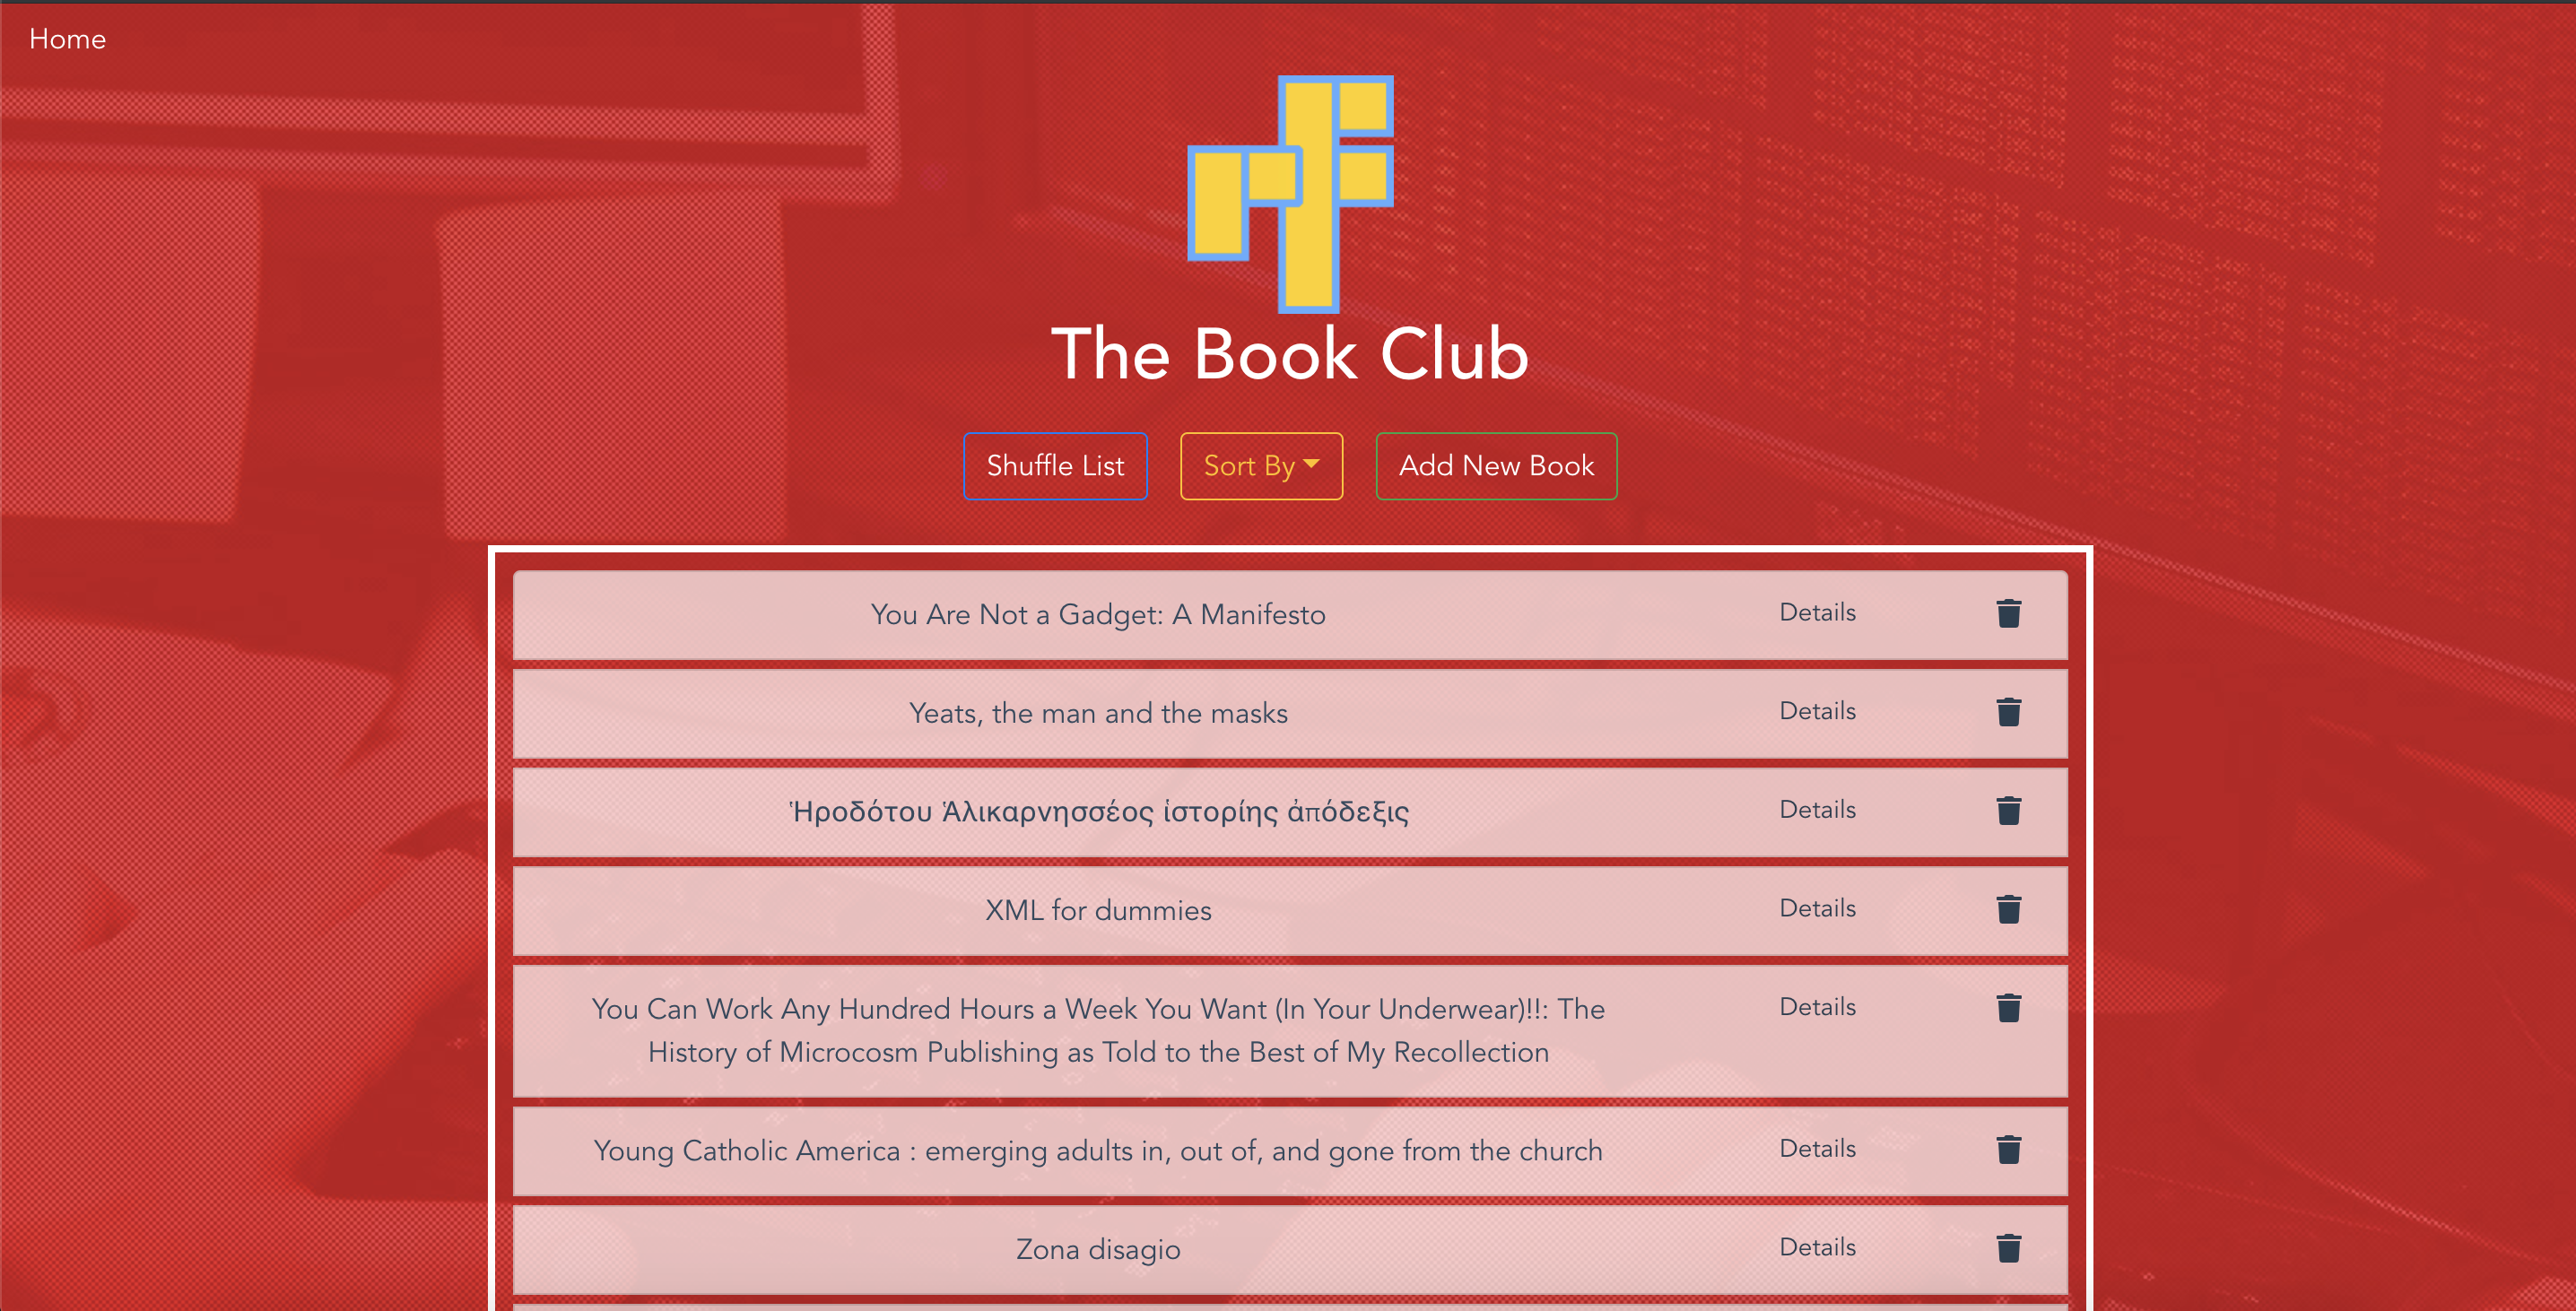 Home
The Book Club
Shuffle List
Sort By
Add New Book
You Are Not a Gadget: A Manifesto
Details
Yeats, the man and the masks
Details
Ἡροδότου Ἁλικαρνησσέος ἱστορίης ἀπόδεξις
Details
XML for dummies
Details
You Can Work Any Hundred Hours a Week You Want (In Your Underwear)!!: The
History of Microcosm Publishing as Told to the Best of My Recollection
Details
Young Catholic America : emerging adults in, out of, and gone from the church
Details
Zona disagio
Details